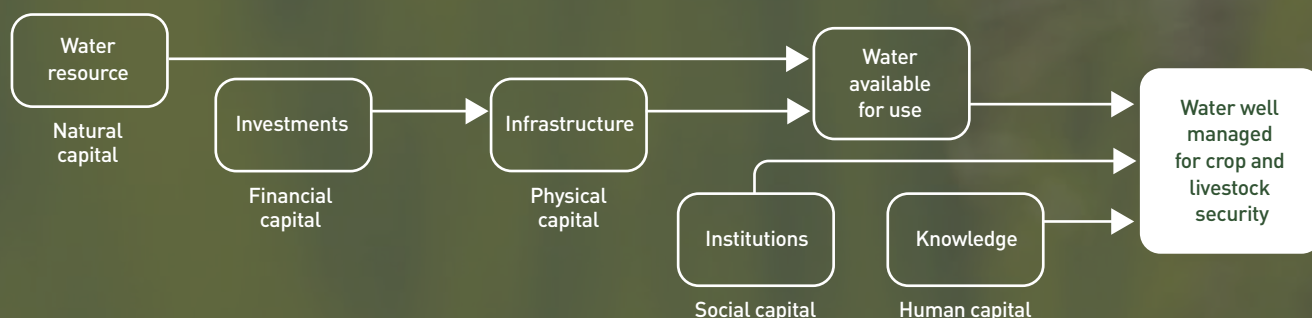 Water
resource
Natural
capital
Investments
Financial
capital
Infrastructure
Physical
capital
Water
available
for use
Institutions
Social capital
Knowledge
Human capital
Water well
managed
for crop and
livestock
security